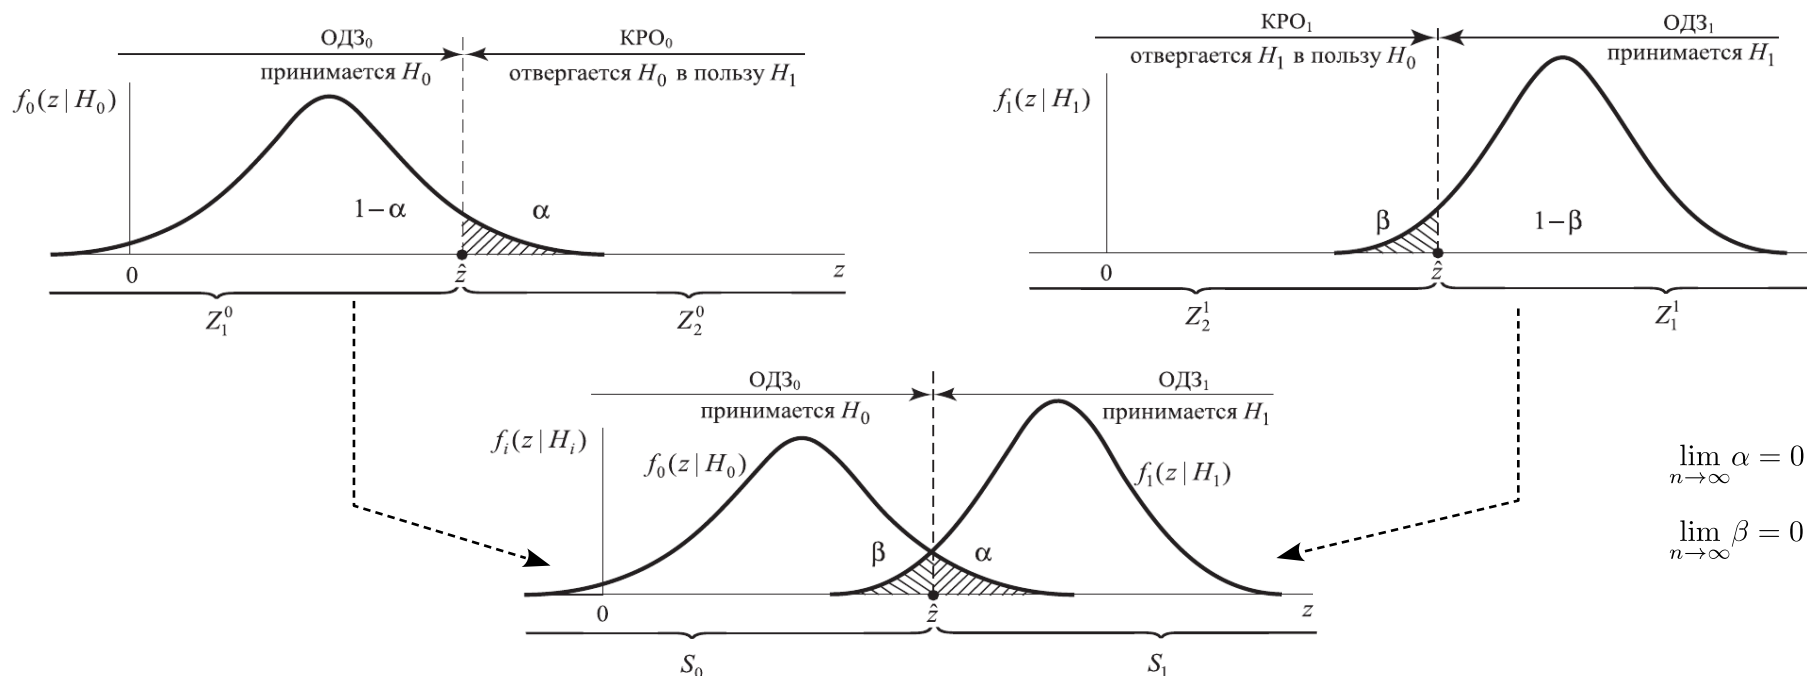 ОДЗ₀ КРО₀
принимается H₀ отвергается H₀ в пользу H₁
f₀(z | H₀)
1−α α
0 ẑ z
Z₁⁰ Z₂⁰
КРО₁ ОДЗ₁
отвергается H₁ в пользу H₀ принимается H₁
f₁(z | H₁)
β 1−β
0 ẑ
Z₂¹ Z₁¹
ОДЗ₀ ОДЗ₁
принимается H₀ принимается H₁
fᵢ(z | Hᵢ)
f₀(z | H₀) f₁(z | H₁)
β α
0 ẑ z
S₀ S₁
lim α = 0
n→∞
lim β = 0
n→∞